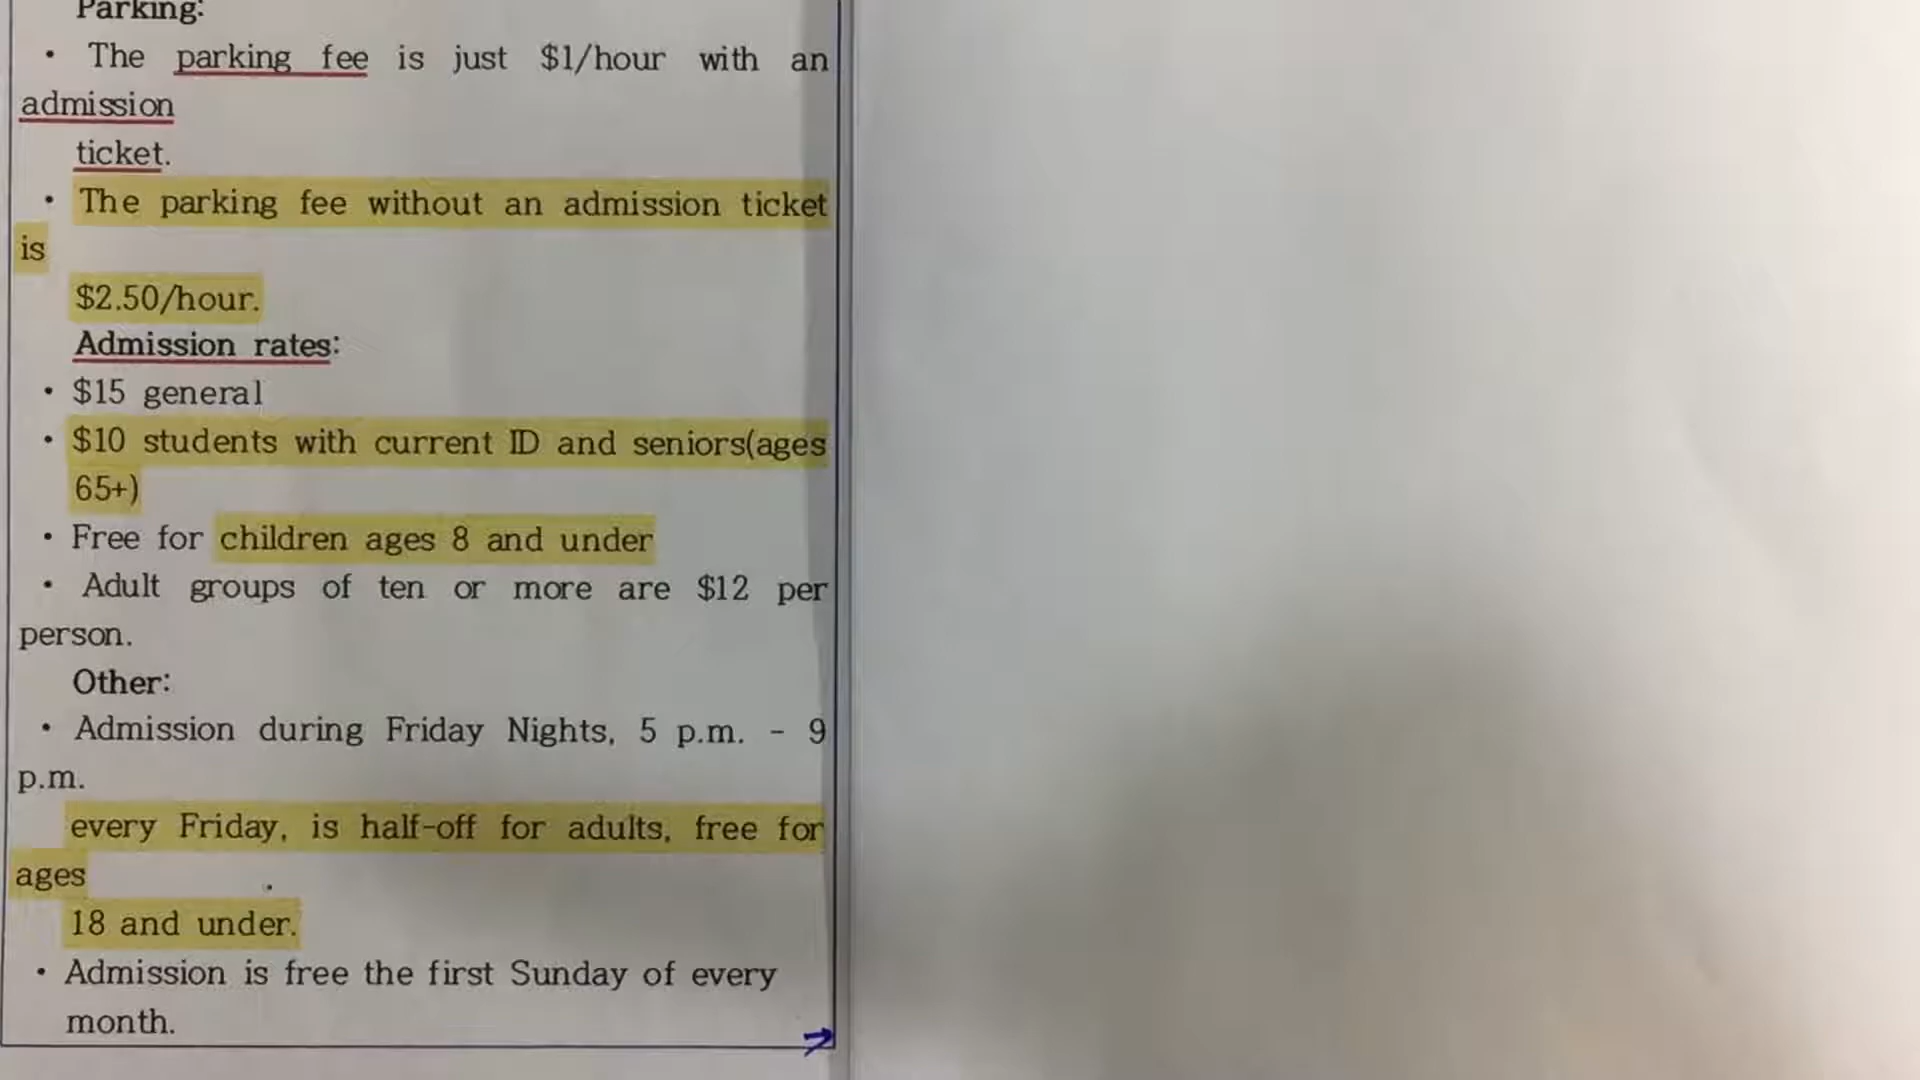 Parking:
• The parking fee is just $1/hour with an
admission
ticket.
• The parking fee without an admission ticket
is
$2.50/hour.
Admission rates:
• $15 general
• $10 students with current ID and seniors(ages
65+)
• Free for children ages 8 and under
• Adult groups of ten or more are $12 per
person.
Other:
• Admission during Friday Nights, 5 p.m. - 9
p.m.
every Friday, is half-off for adults, free for
ages
18 and under.
• Admission is free the first Sunday of every
month.